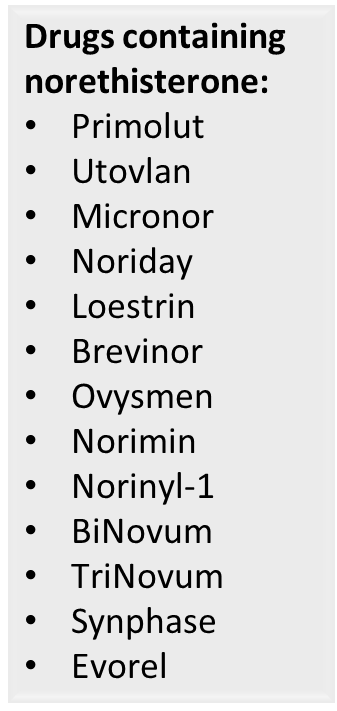 Drugs containing
norethisterone:
• Primolut
• Utovlan
• Micronor
• Noriday
• Loestrin
• Brevinor
• Ovysmen
• Norimin
• Norinyl-1
• BiNovum
• TriNovum
• Synphase
• Evorel